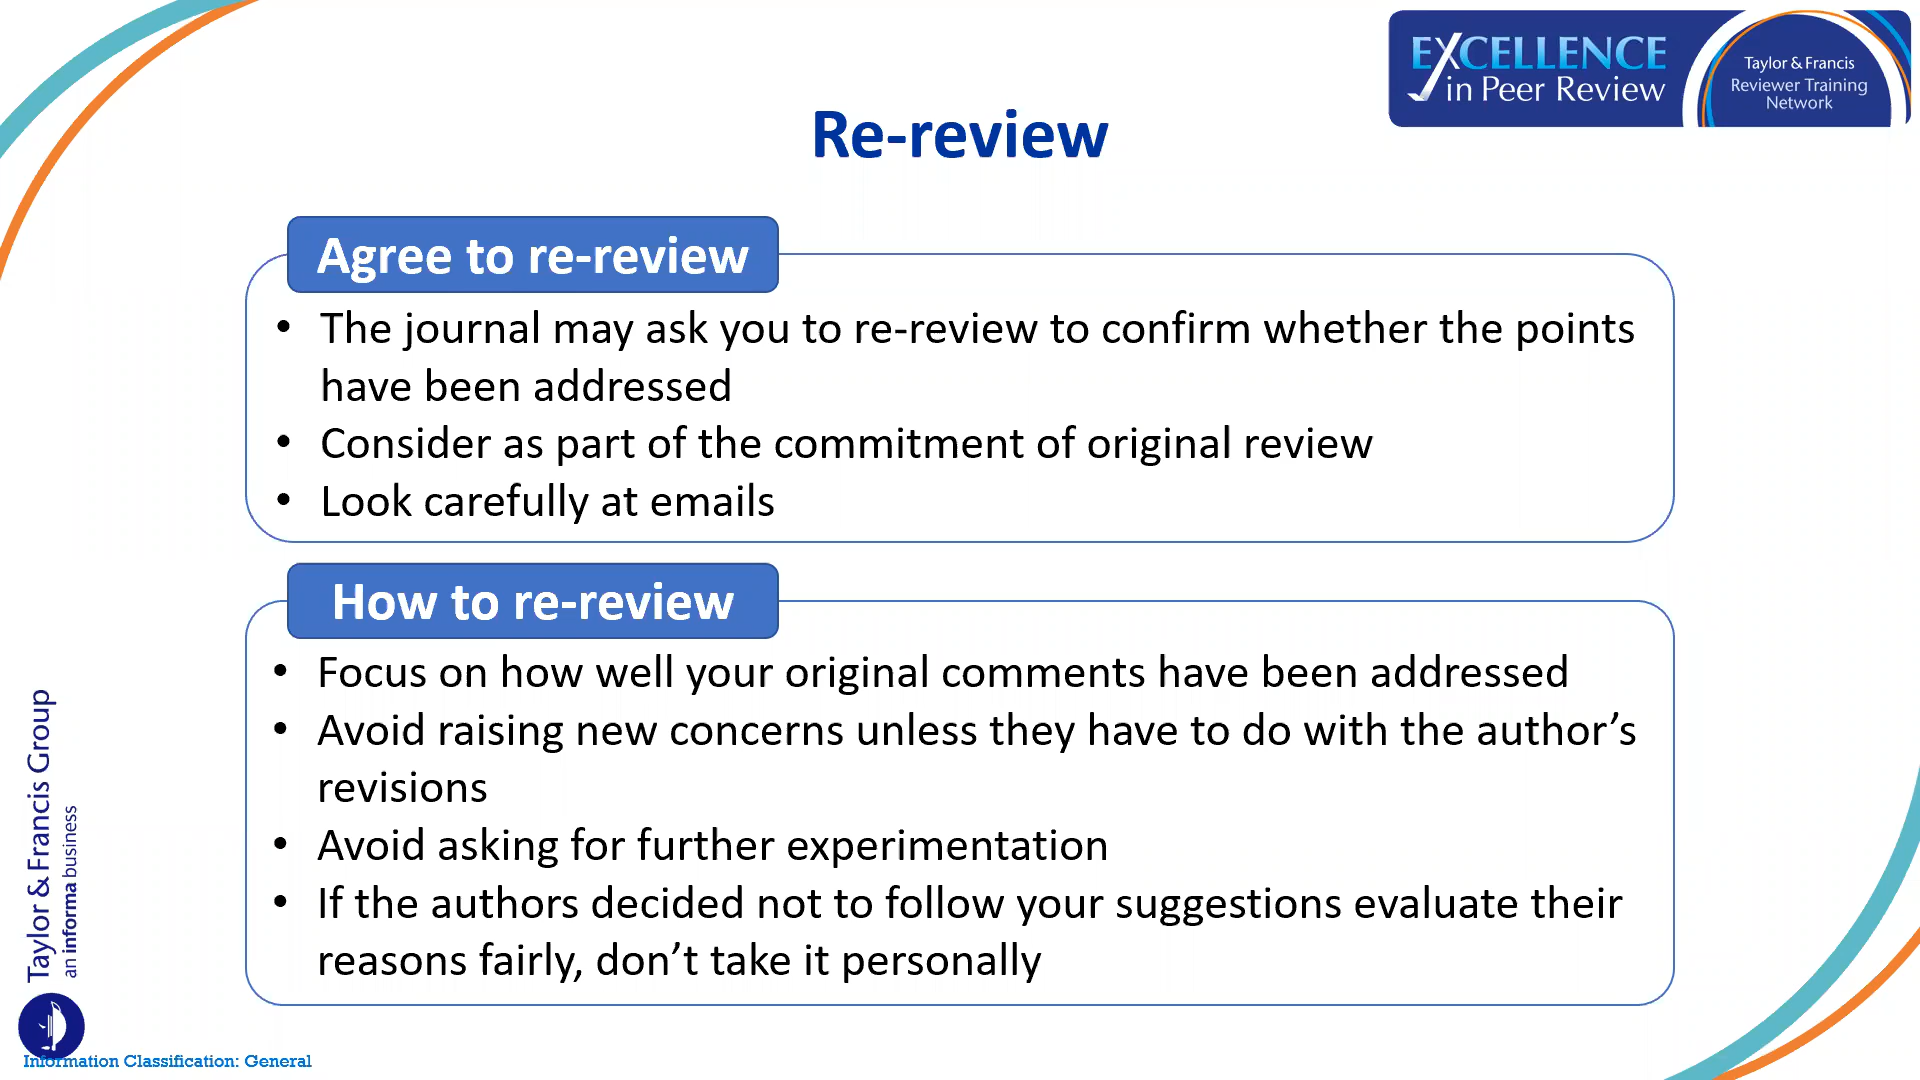 EXCELLENCE
in Peer Review
Taylor & Francis
Reviewer Training
Network
Re-review
Agree to re-review
• The journal may ask you to re-review to confirm whether the points
have been addressed
• Consider as part of the commitment of original review
• Look carefully at emails
How to re-review
• Focus on how well your original comments have been addressed
• Avoid raising new concerns unless they have to do with the author’s
revisions
• Avoid asking for further experimentation
• If the authors decided not to follow your suggestions evaluate their
reasons fairly, don’t take it personally
Taylor & Francis Group
an informa business
Information Classification: General